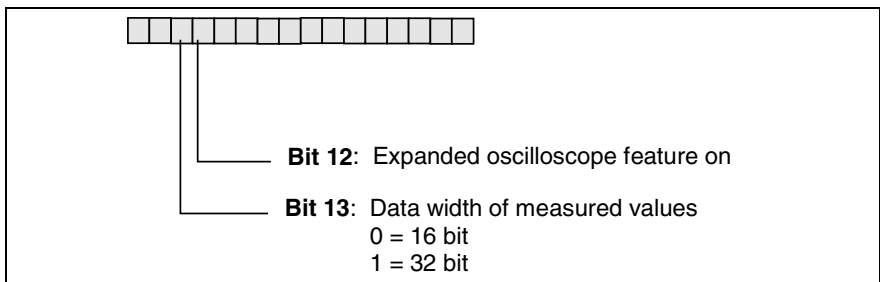 Bit 12: Expanded oscilloscope feature on
Bit 13: Data width of measured values
0 = 16 bit
1 = 32 bit